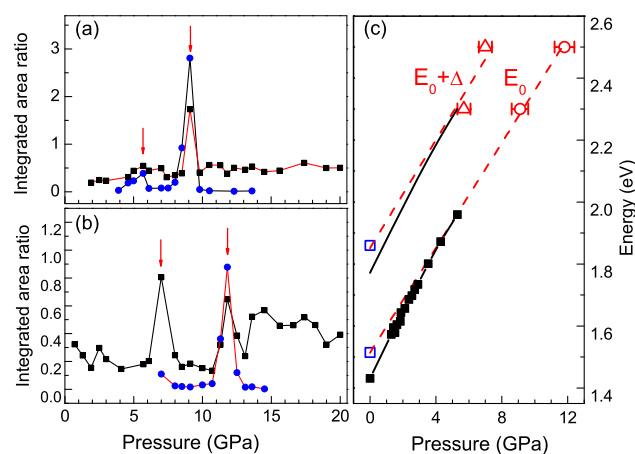 (a)
Integrated area ratio
3
2
1
0
(b)
Integrated area ratio
1.2
1.0
0.8
0.6
0.4
0.2
0.0
0 5 10 15 20
Pressure (GPa)
(c)
E₀+Δ E₀
2.6
2.4
2.2
2.0
1.8
1.6
1.4
Energy (eV)
0 4 8 12
Pressure (GPa)